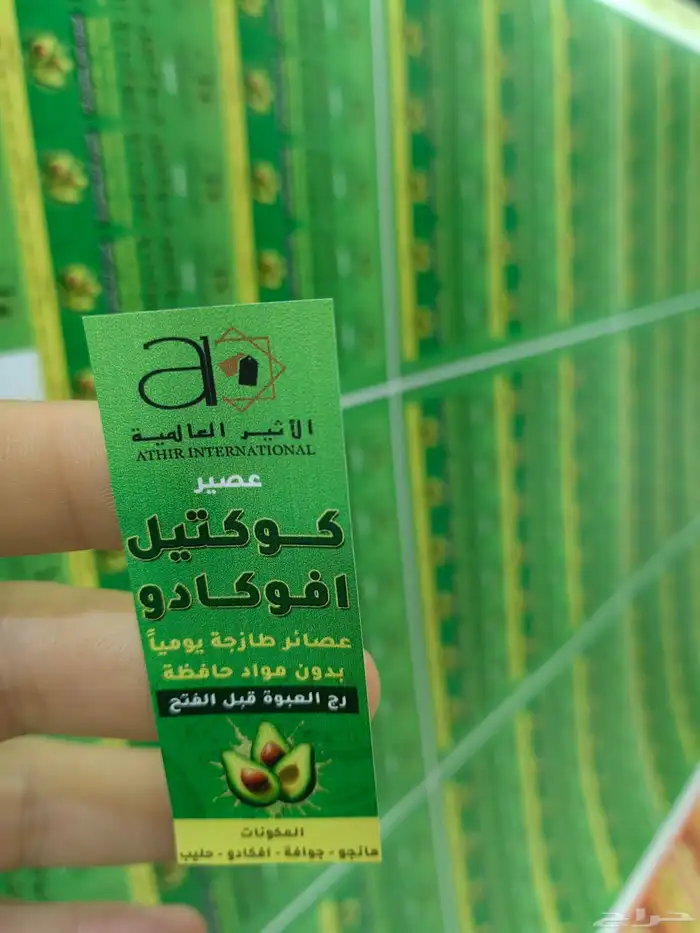 a
الأثير العالمية
ATHIR INTERNATIONAL
عصير
كوكتيل
افوكادو
عصائر طازجة يومياً
بدون مواد حافظة
رج العبوة قبل الفتح
المكونات
مانجو - جوافة - افكادو - حليب
حراج